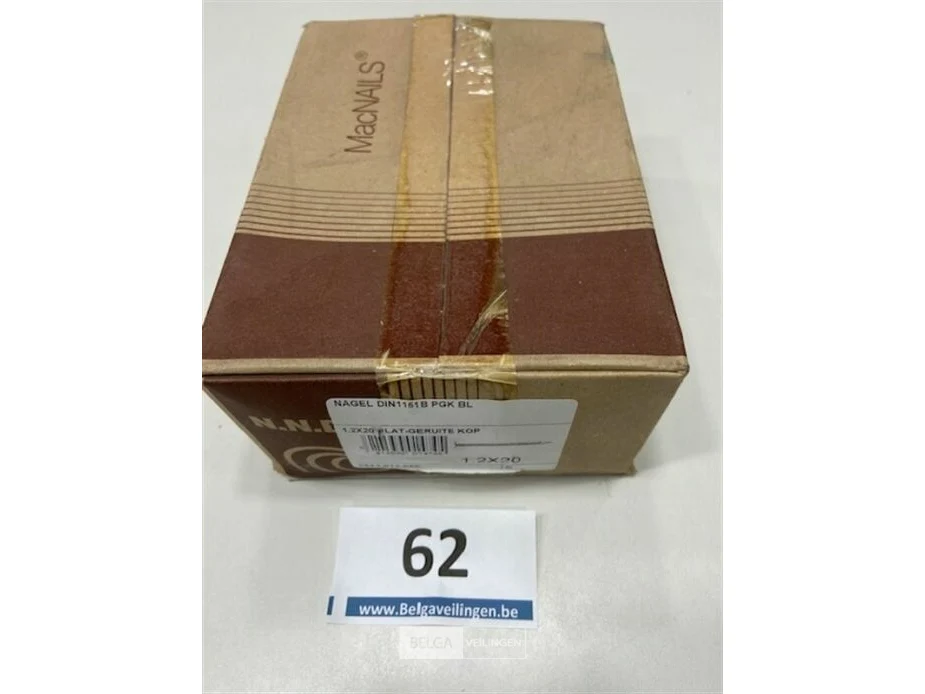 MacNAILS®
NAGEL DIN1151B PGK BL
N.N.
1.2X20 PLAT-GERUITE KOP
1.2X20
62
www.Belgaveilingen.be
BELGA VEILINGEN